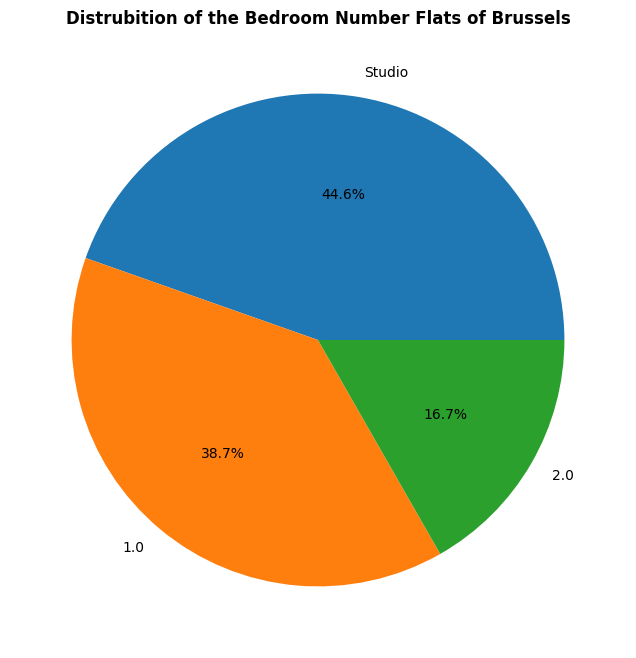 Distrubition of the Bedroom Number Flats of Brussels
Studio
44.6%
16.7%
38.7%
2.0
1.0